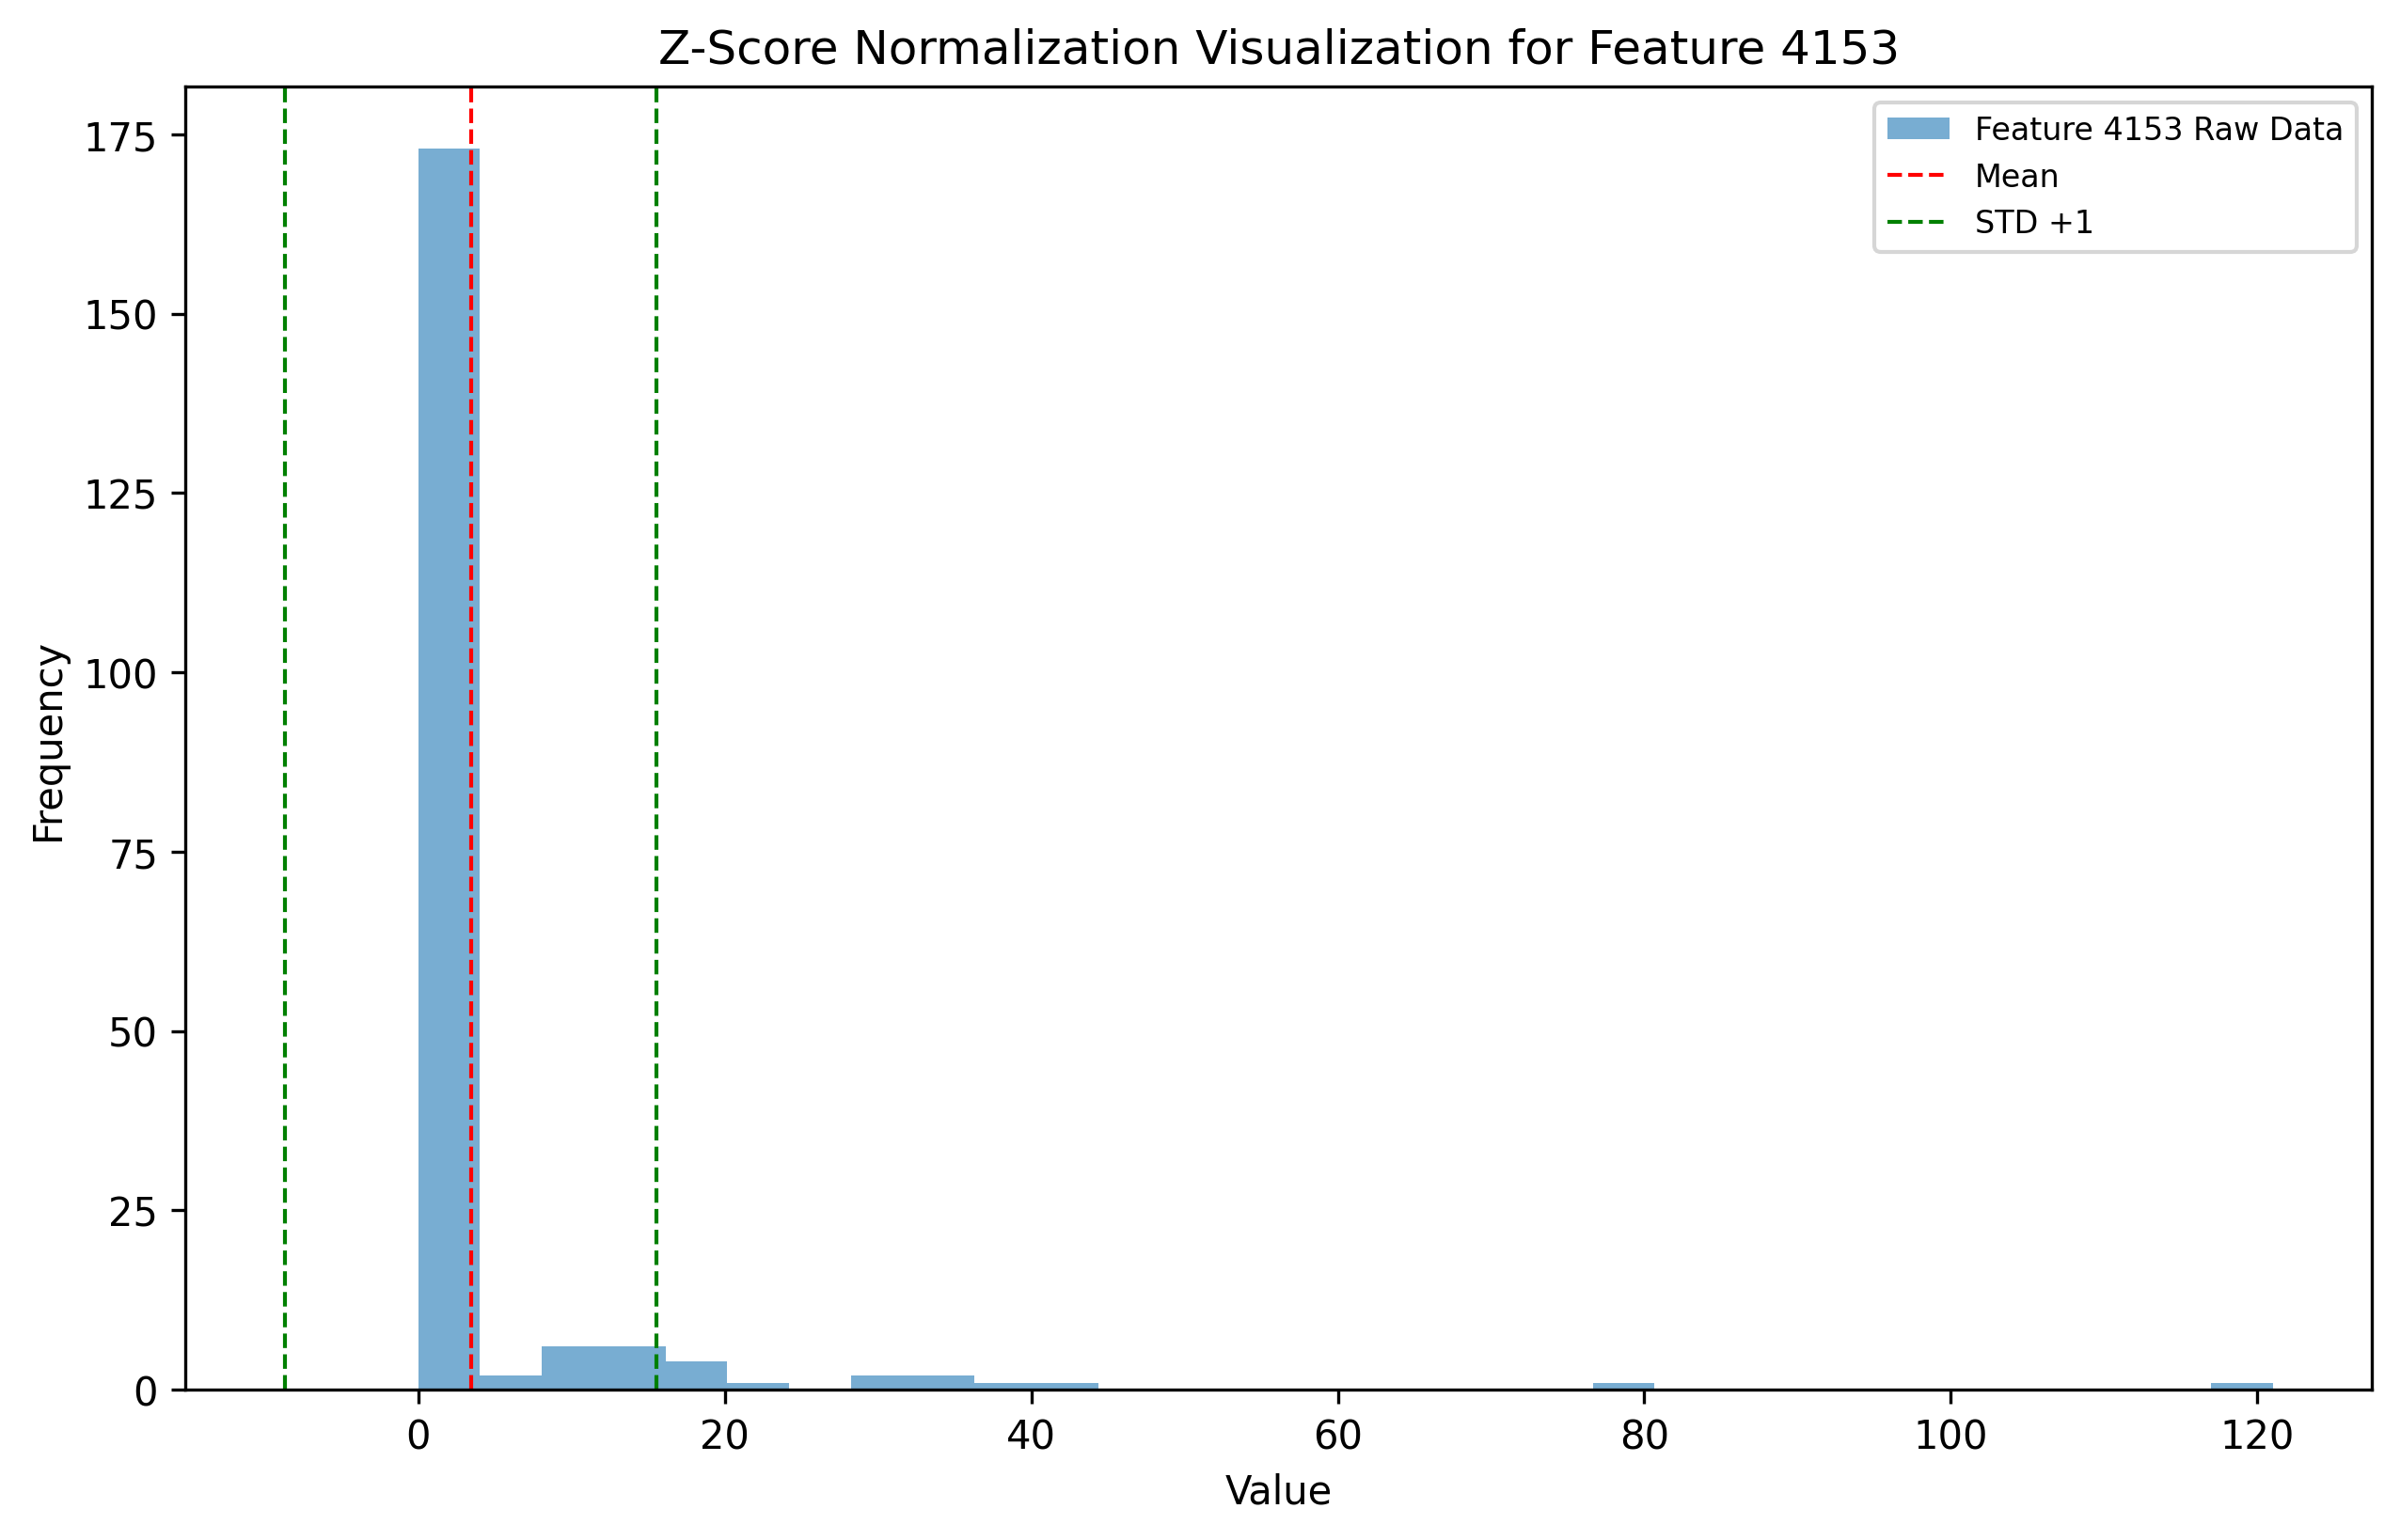 Z-Score Normalization Visualization for Feature 4153
Feature 4153 Raw Data
Mean
STD +1
175
150
125
100
75
50
25
0
Frequency
0 20 40 60 80 100 120
Value